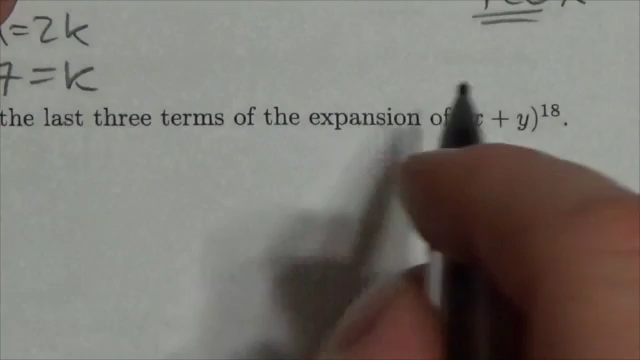 =2k
7=k
the last three terms of the expansion of + y)¹⁸.